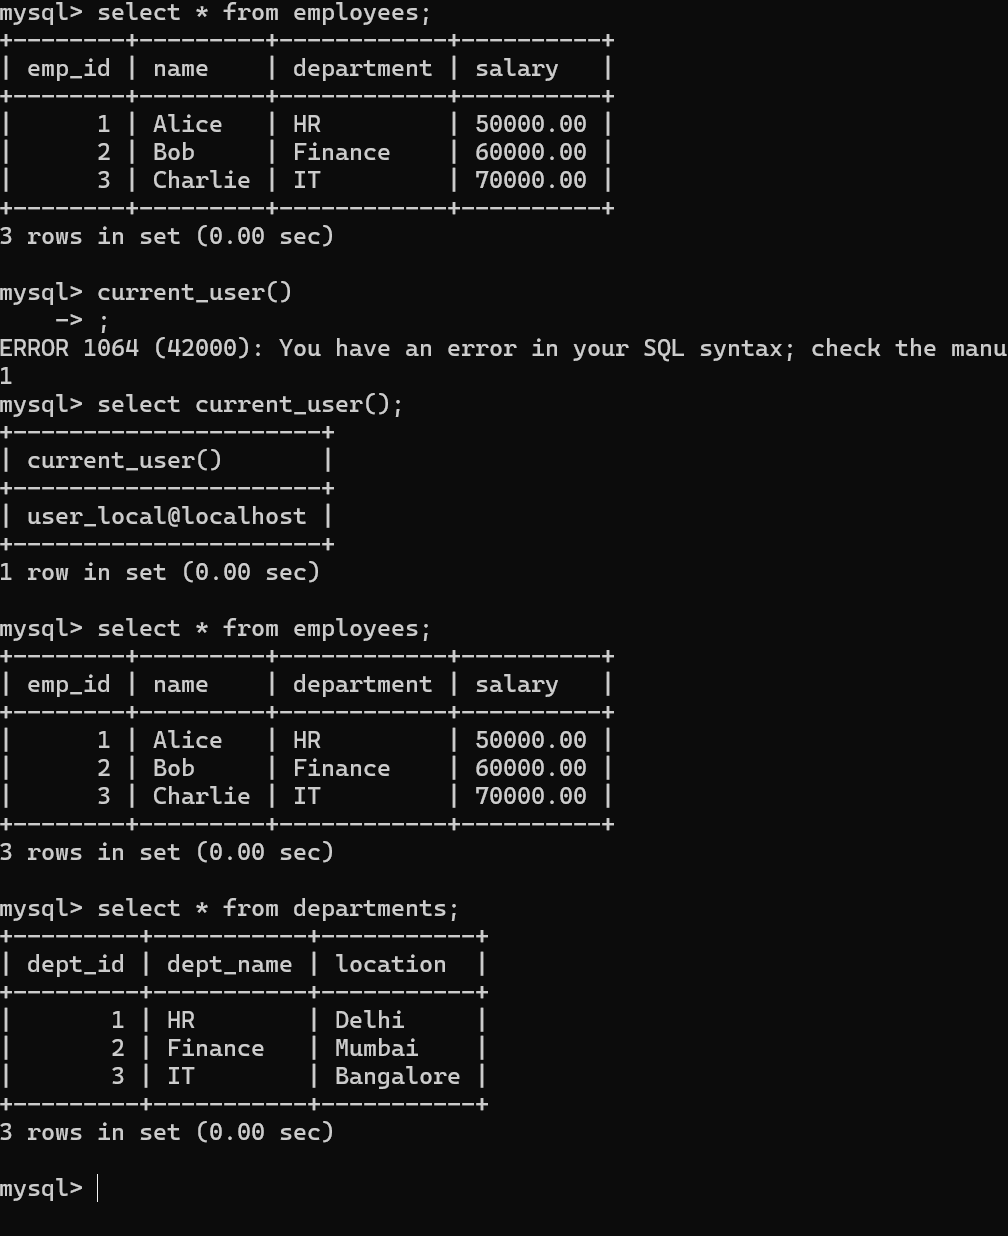 mysql> select * from employees;
+--------+---------+------------+----------+
| emp_id | name    | department | salary   |
+--------+---------+------------+----------+
|      1 | Alice   | HR         | 50000.00 |
|      2 | Bob     | Finance    | 60000.00 |
|      3 | Charlie | IT         | 70000.00 |
+--------+---------+------------+----------+
3 rows in set (0.00 sec)

mysql> current_user()
    -> ;
ERROR 1064 (42000): You have an error in your SQL syntax; check the manu
1
mysql> select current_user();
+----------------------+
| current_user()       |
+----------------------+
| user_local@localhost |
+----------------------+
1 row in set (0.00 sec)

mysql> select * from employees;
+--------+---------+------------+----------+
| emp_id | name    | department | salary   |
+--------+---------+------------+----------+
|      1 | Alice   | HR         | 50000.00 |
|      2 | Bob     | Finance    | 60000.00 |
|      3 | Charlie | IT         | 70000.00 |
+--------+---------+------------+----------+
3 rows in set (0.00 sec)

mysql> select * from departments;
+---------+-----------+-----------+
| dept_id | dept_name | location  |
+---------+-----------+-----------+
|       1 | HR        | Delhi     |
|       2 | Finance   | Mumbai    |
|       3 | IT        | Bangalore |
+---------+-----------+-----------+
3 rows in set (0.00 sec)

mysql>